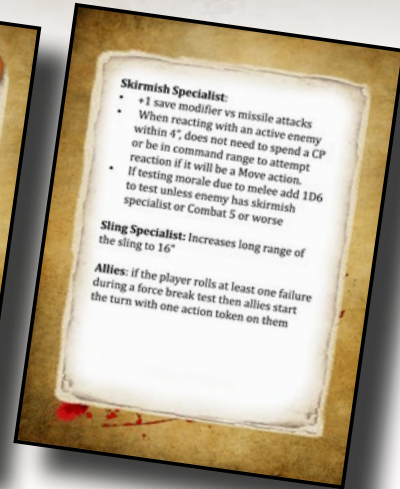 Skirmish Specialist:
• +1 save modifier vs missile attacks
• When reacting with an active enemy
within 4", does not need to spend a CP
or be in command range to attempt
reaction if it will be a Move action.
• If testing morale due to melee add 1D6
to test unless enemy has skirmish
specialist or Combat 5 or worse
Sling Specialist: Increases long range of
the sling to 16"
Allies: if the player rolls at least one failure
during a force break test then allies start
the turn with one action token on them